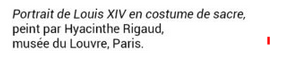 Portrait de Louis XIV en costume de sacre,
peint par Hyacinthe Rigaud,
musée du Louvre, Paris.